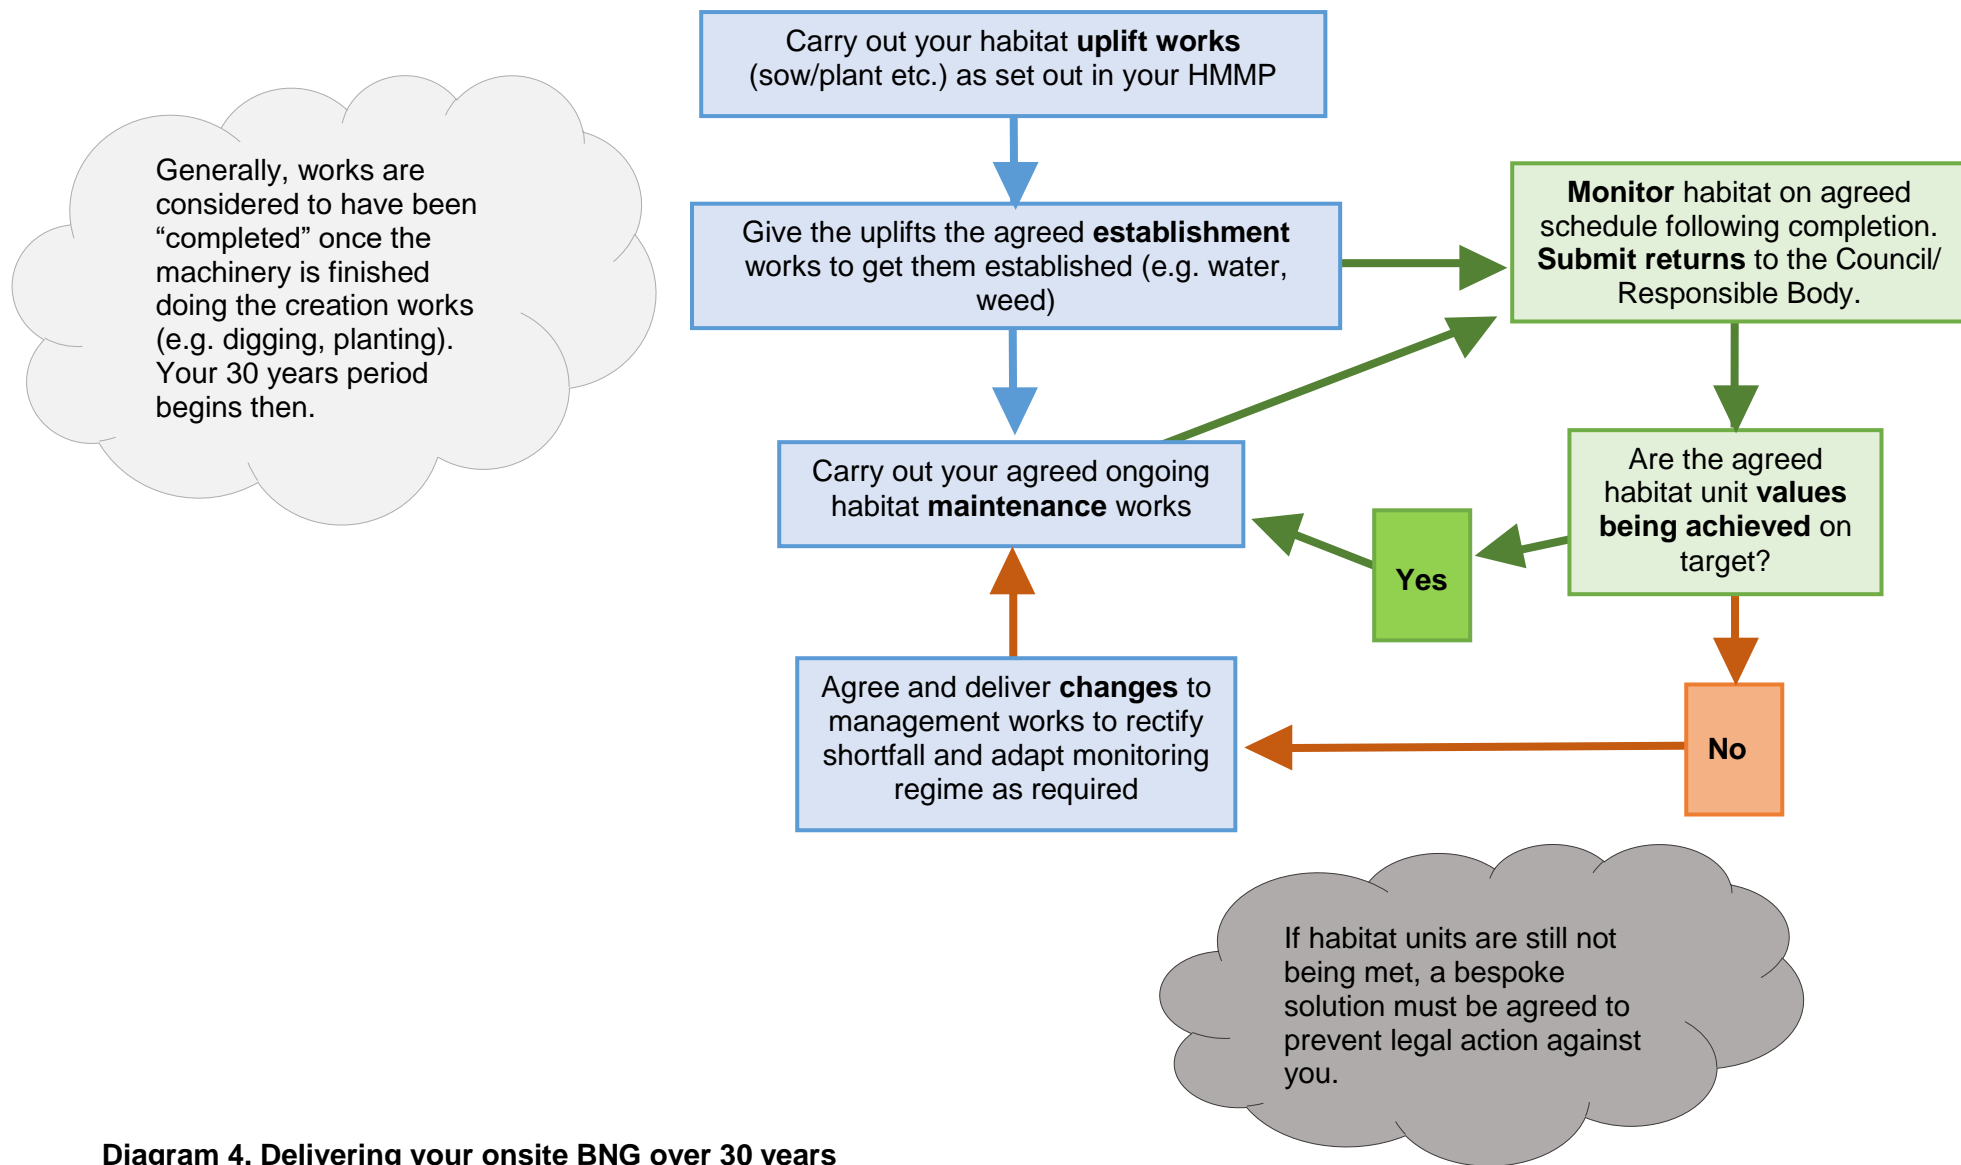 Carry out your habitat uplift works
(sow/plant etc.) as set out in your HMMP
Generally, works are
considered to have been
“completed” once the
machinery is finished
doing the creation works
(e.g. digging, planting).
Your 30 years period
begins then.
Give the uplifts the agreed establishment
works to get them established (e.g. water,
weed)
Monitor habitat on agreed
schedule following completion.
Submit returns to the Council/
Responsible Body.
Carry out your agreed ongoing
habitat maintenance works
Are the agreed
habitat unit values
being achieved on
target?
Yes
No
Agree and deliver changes to
management works to rectify
shortfall and adapt monitoring
regime as required
If habitat units are still not
being met, a bespoke
solution must be agreed to
prevent legal action against
you.
Diagram 4. Delivering your onsite BNG over 30 years